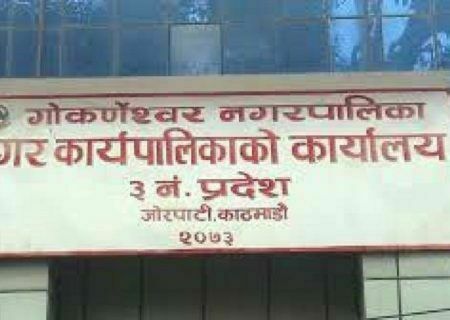 गोकर्णेश्वर नगरपालिका
गर कार्यपालिकाको कार्यालय
३ नं. प्रदेश
जोरपाटी,काठमाडौं
२०७३